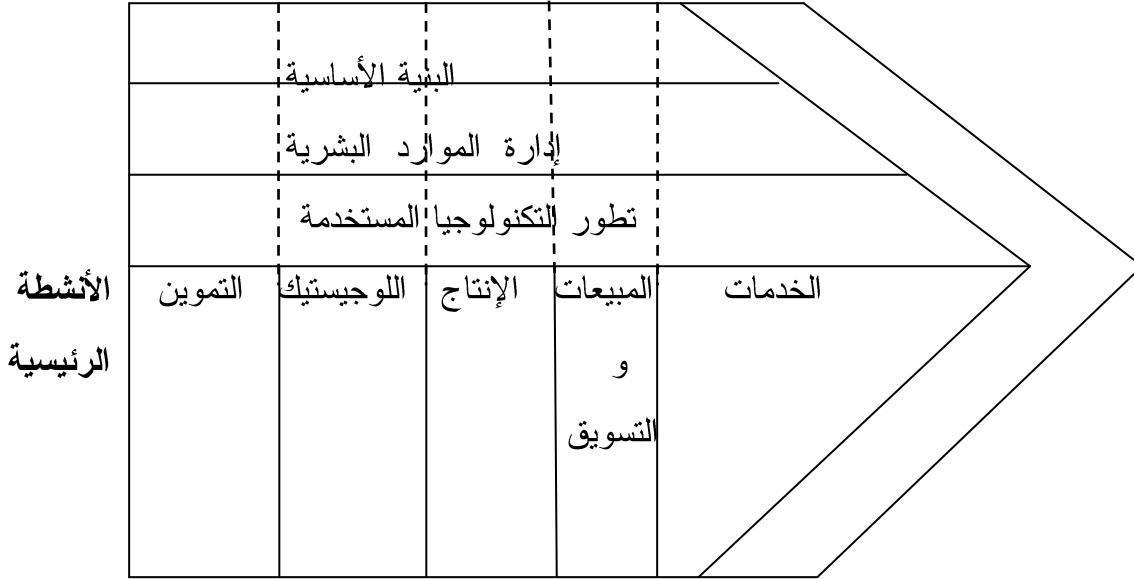 البنية الأساسية
إدارة الموارد البشرية
تطور التكنولوجيا المستخدمة
الأنشطة
الرئيسية
التموين
اللوجيستيك
الإنتاج
المبيعات
و
التسويق
الخدمات